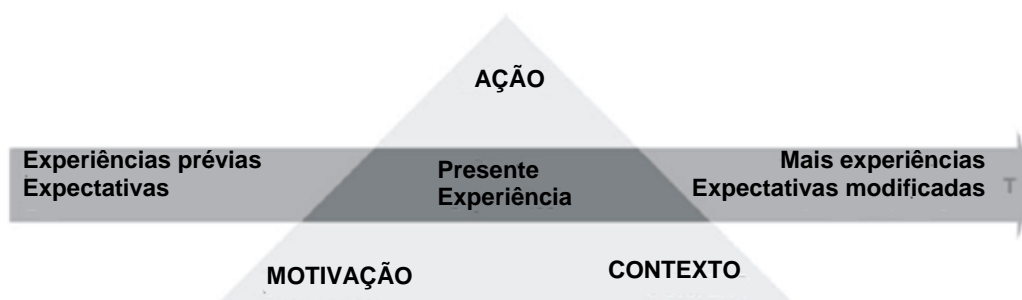 AÇÃO
Experiências prévias
Expectativas
Presente
Experiência
Mais experiências
Expectativas modificadas
T
MOTIVAÇÃO
CONTEXTO